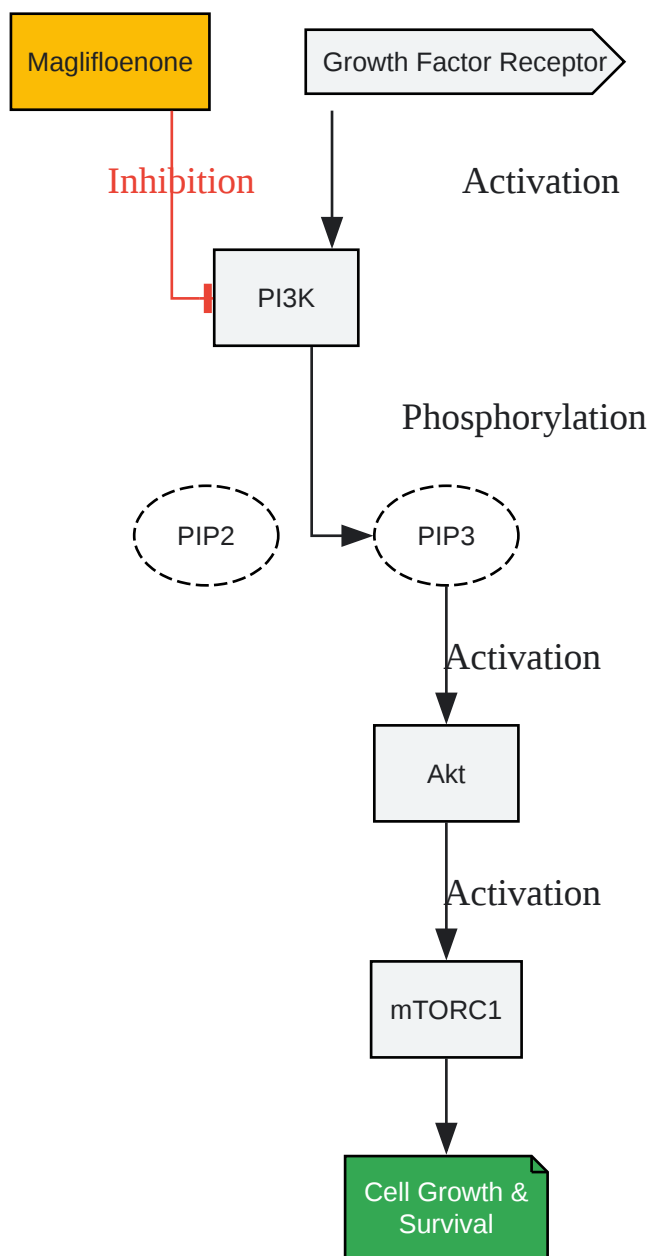 Maglifloenone
Growth Factor Receptor
Inhibition
Activation
PI3K
Phosphorylation
PIP2
PIP3
Activation
Akt
Activation
mTORC1
Cell Growth &
Survival